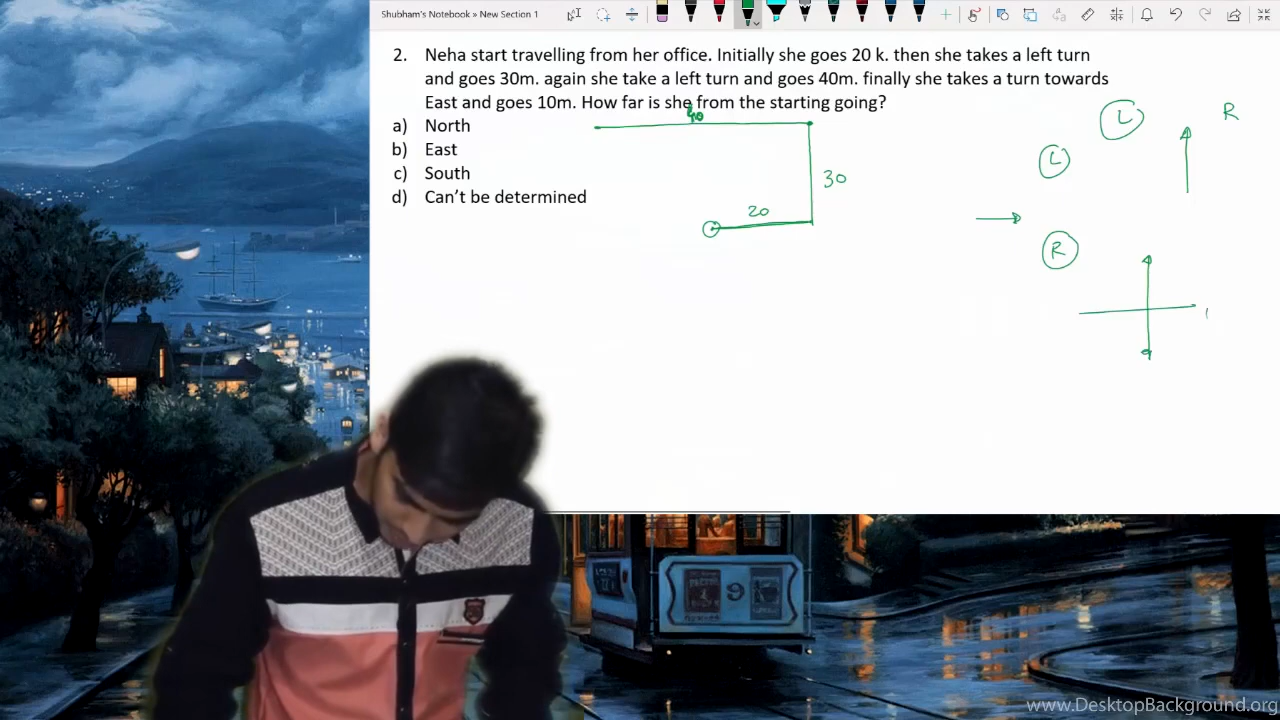 Shubham's Notebook » New Section 1
2. Neha start travelling from her office. Initially she goes 20 k. then she takes a left turn
and goes 30m. again she take a left turn and goes 40m. finally she takes a turn towards
East and goes 10m. How far is she from the starting going?
a) North
b) East
c) South
d) Can't be determined
40
30
20
L
R
L
R
9
www.DesktopBackground.org